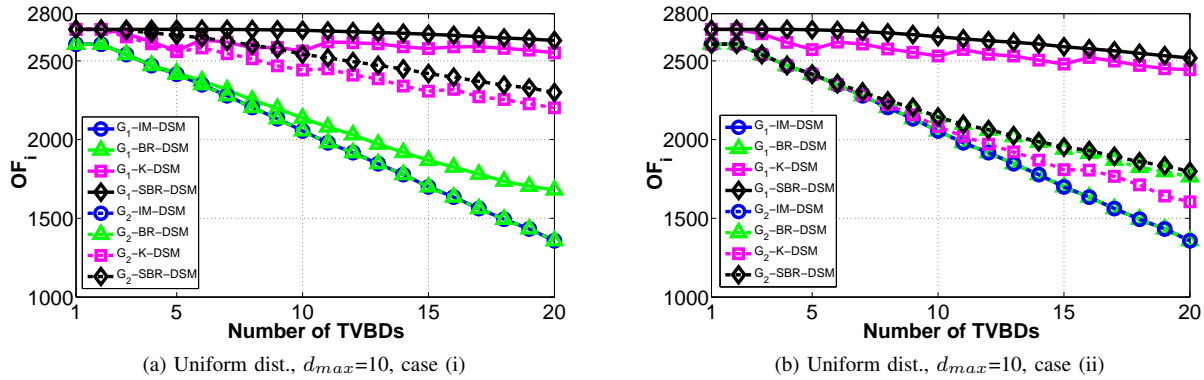 2800
2500
2000
1500
1000
OF_i
1 5 10 15 20
Number of TVBDs
G_1−IM−DSM
G_1−BR−DSM
G_1−K−DSM
G_1−SBR−DSM
G_2−IM−DSM
G_2−BR−DSM
G_2−K−DSM
G_2−SBR−DSM
(a) Uniform dist., d_{max}=10, case (i)
2800
2500
2000
1500
1000
OF_i
1 5 10 15 20
Number of TVBDs
G_1−IM−DSM
G_1−BR−DSM
G_1−K−DSM
G_1−SBR−DSM
G_2−IM−DSM
G_2−BR−DSM
G_2−K−DSM
G_2−SBR−DSM
(b) Uniform dist., d_{max}=10, case (ii)